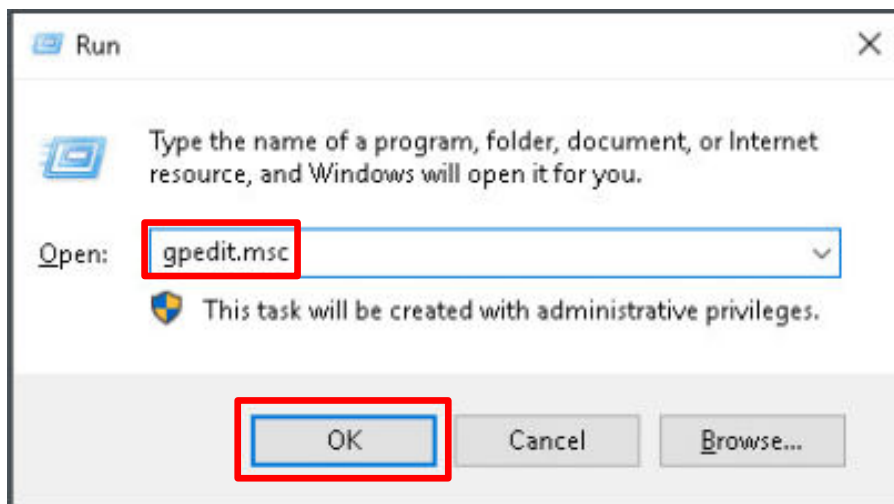 Run
Type the name of a program, folder, document, or Internet
resource, and Windows will open it for you.
Open: gpedit.msc
This task will be created with administrative privileges.
OK Cancel Browse...